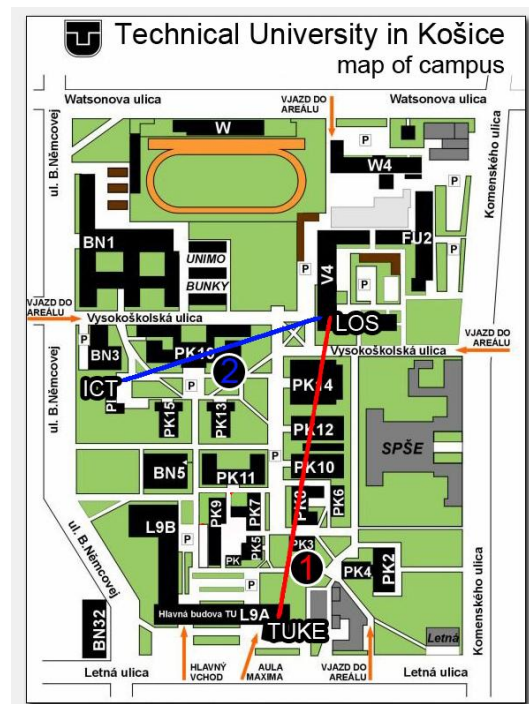 Technical University in Košice
map of campus
Watsonova ulica
VJAZD DO
AREÁLU
Watsonova ulica
ul. B.Němcovej
Komenského ulica
W
P
P
W4
P
BN1
UNIMO
BUNKY
FU2
V4
P
P
P
P
VJAZD DO
AREÁLU
Vysokoškolská ulica
LOS
VJAZD DO
AREÁLU
Vysokoškolská ulica
P
BN3
2
ICT
P
PK14
ul. B.Němcovej
PK15
PK13
PK12
SPŠE
P
BN5
PK11
PK10
PK9
PK7
PK6
L9B
P
PK5
PK3
1
PK4
PK2
ul. B.Němcovej
P
Komenského ulica
BN32
Hlavná budova TU
L9A
TUKE
Letná
Letná ulica
HLAVNÝ
VCHOD
AULA
MAXIMA
VJAZD DO
AREÁLU
Letná ulica